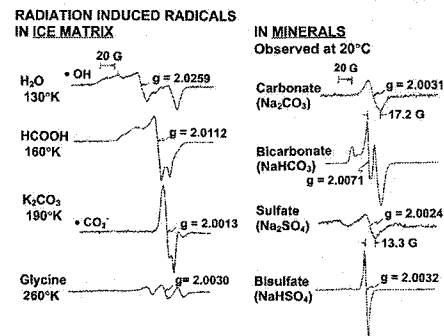 RADIATION INDUCED RADICALS
IN ICE MATRIX
20 G
• OH
H₂O
130°K
g = 2.0259
HCOOH
160°K
g = 2.0112
K₂CO₃
190°K
• CO₃⁻
g = 2.0013
Glycine
260°K
g= 2.0030
IN MINERALS
Observed at 20°C
20 G
Carbonate
(Na₂CO₃)
g = 2.0031
17.2 G
Bicarbonate
(NaHCO₃)
g = 2.0071
Sulfate
(Na₂SO₄)
g = 2.0024
13.3 G
Bisulfate
(NaHSO₄)
g = 2.0032